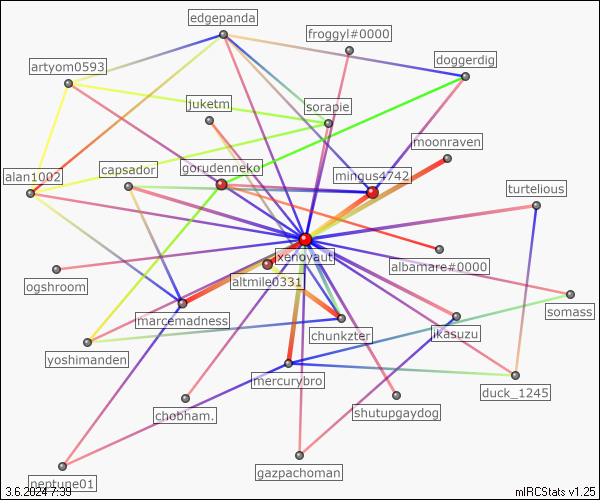 edgepanda
froggyl#0000
artyom0593
doggerdig
juketm
sorapie
moonraven
capsador
gorudenneko
alan1002
mingus4742
turtelious
xenoyaut
albamare#0000
altmile0331
ogshroom
somass
marcemadness
chunkzter
ikasuzu
yoshimanden
mercurybro
duck_1245
chobham.
shutupgaydog
gazpachoman
neptune01
3.6.2024 7:39
mIRCStats v1.25